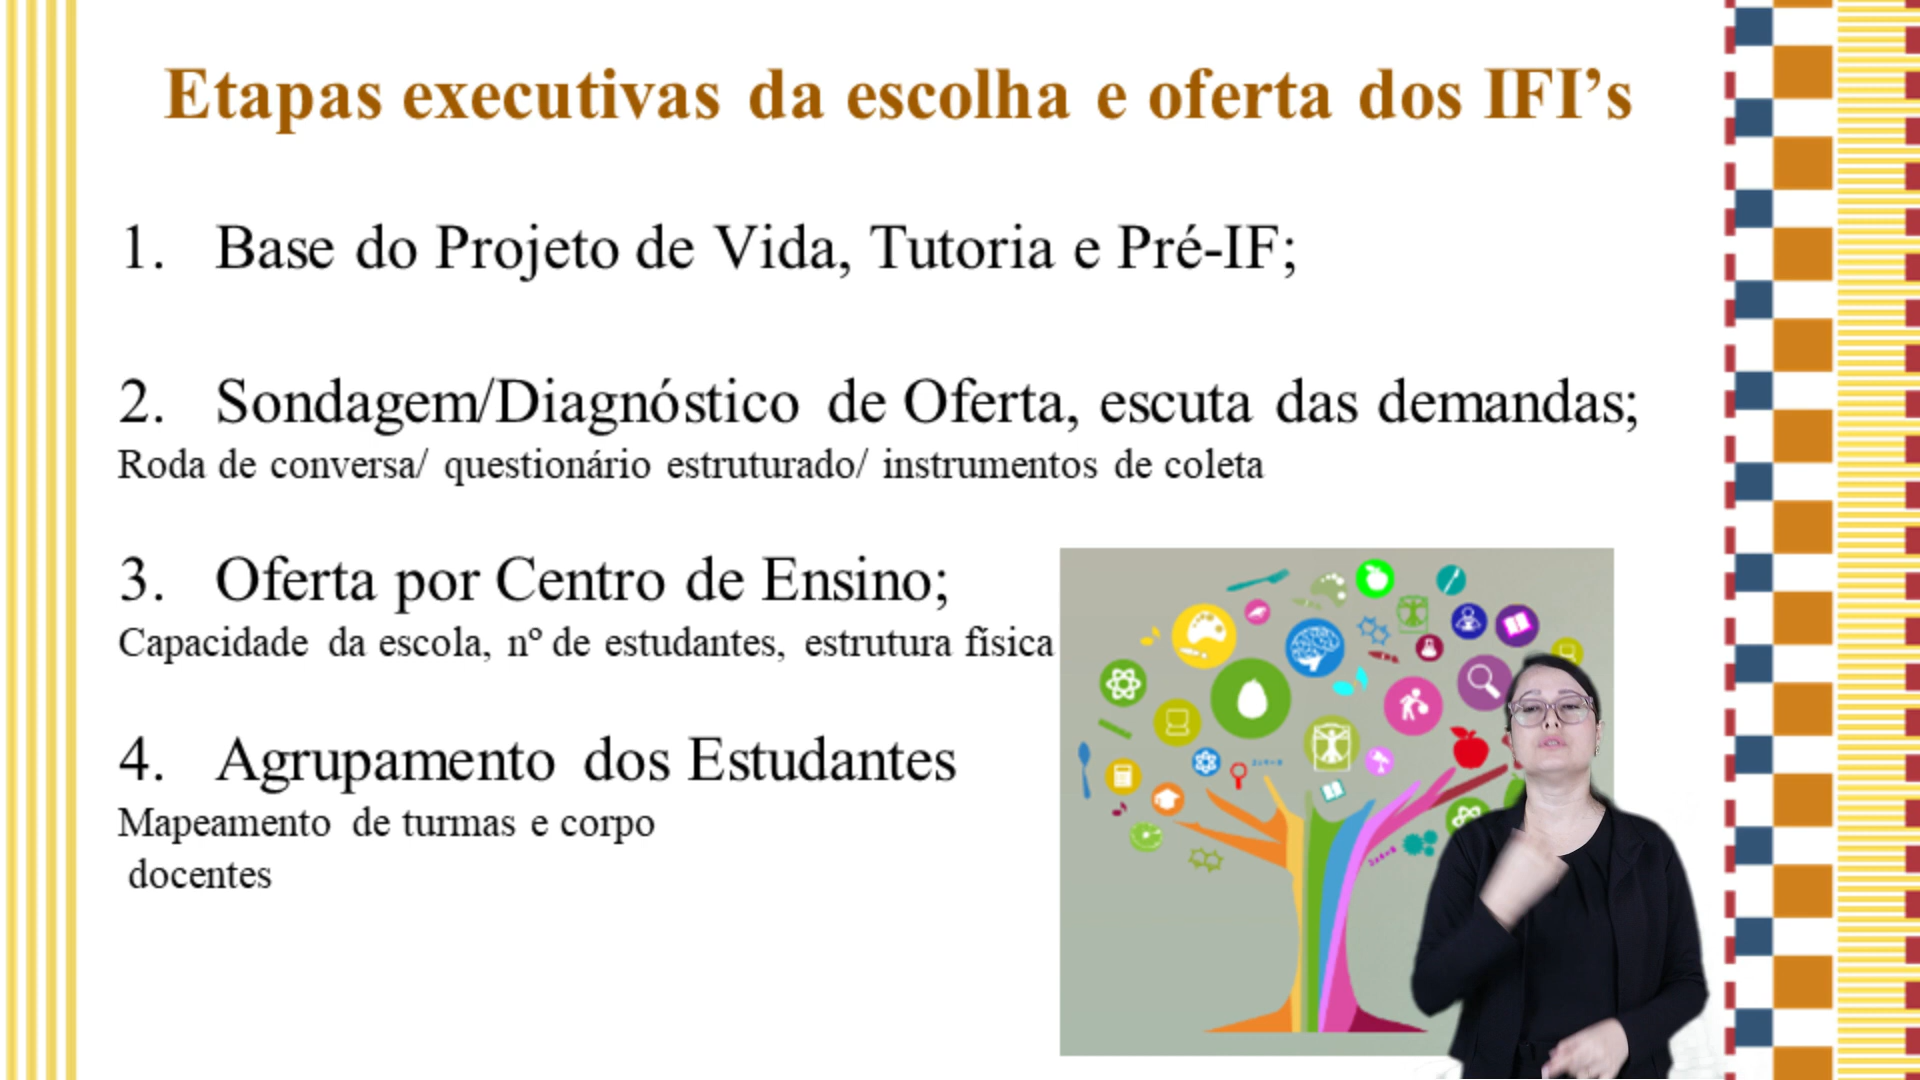 Etapas executivas da escolha e oferta dos IFI’s
1. Base do Projeto de Vida, Tutoria e Pré-IF;
2. Sondagem/Diagnóstico de Oferta, escuta das demandas;
Roda de conversa/ questionário estruturado/ instrumentos de coleta
3. Oferta por Centro de Ensino;
Capacidade da escola, nº de estudantes, estrutura física
4. Agrupamento dos Estudantes
Mapeamento de turmas e corpo
docentes